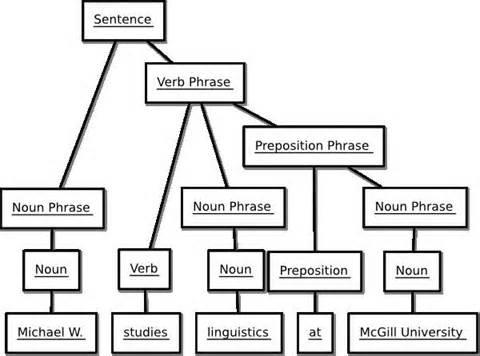 Sentence
Verb Phrase
Preposition Phrase
Noun Phrase
Noun Phrase
Noun Phrase
Noun
Verb
Noun
Preposition
Noun
Michael W.
studies
linguistics
at
McGill University